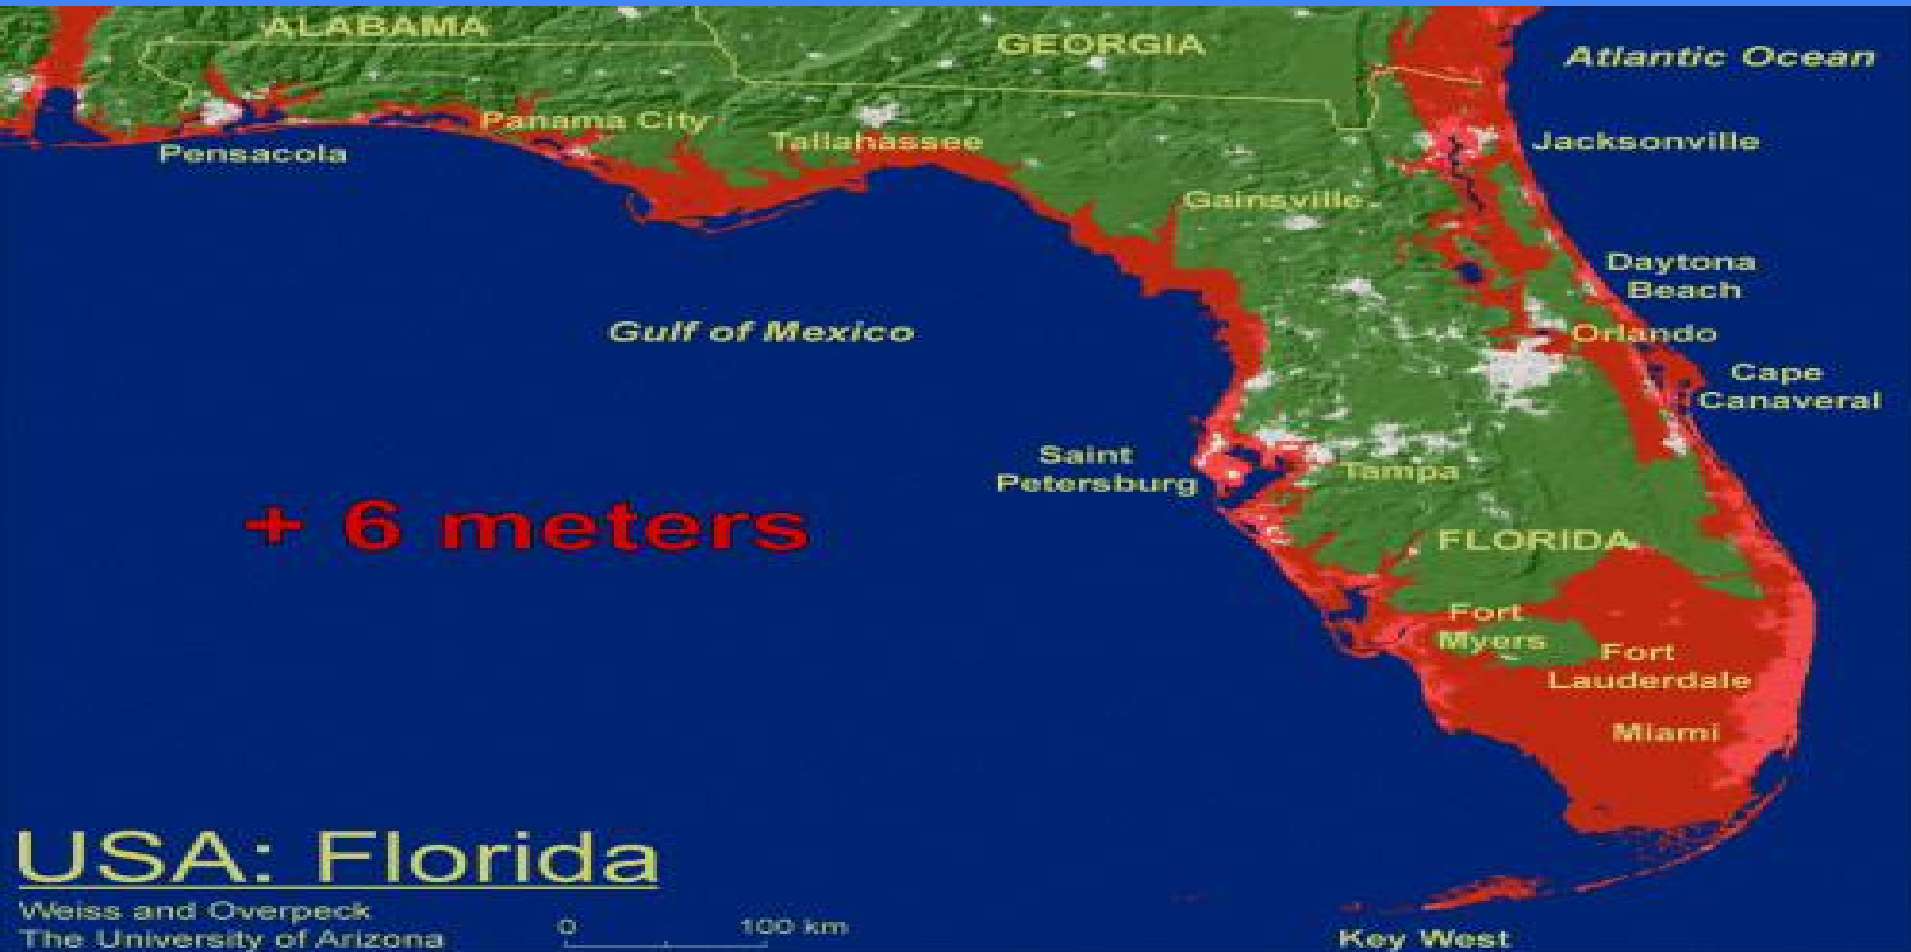 ALABAMA
GEORGIA
Atlantic Ocean
Panama City
Pensacola
Tallahassee
Jacksonville
Gainsville
Daytona
Beach
Gulf of Mexico
Orlando
Cape
Canaveral
Saint
Petersburg
Tampa
+ 6 meters
FLORIDA
Fort
Myers
Fort
Lauderdale
Miami
USA: Florida
Weiss and Overpeck
The University of Arizona
0 100 km
Key West